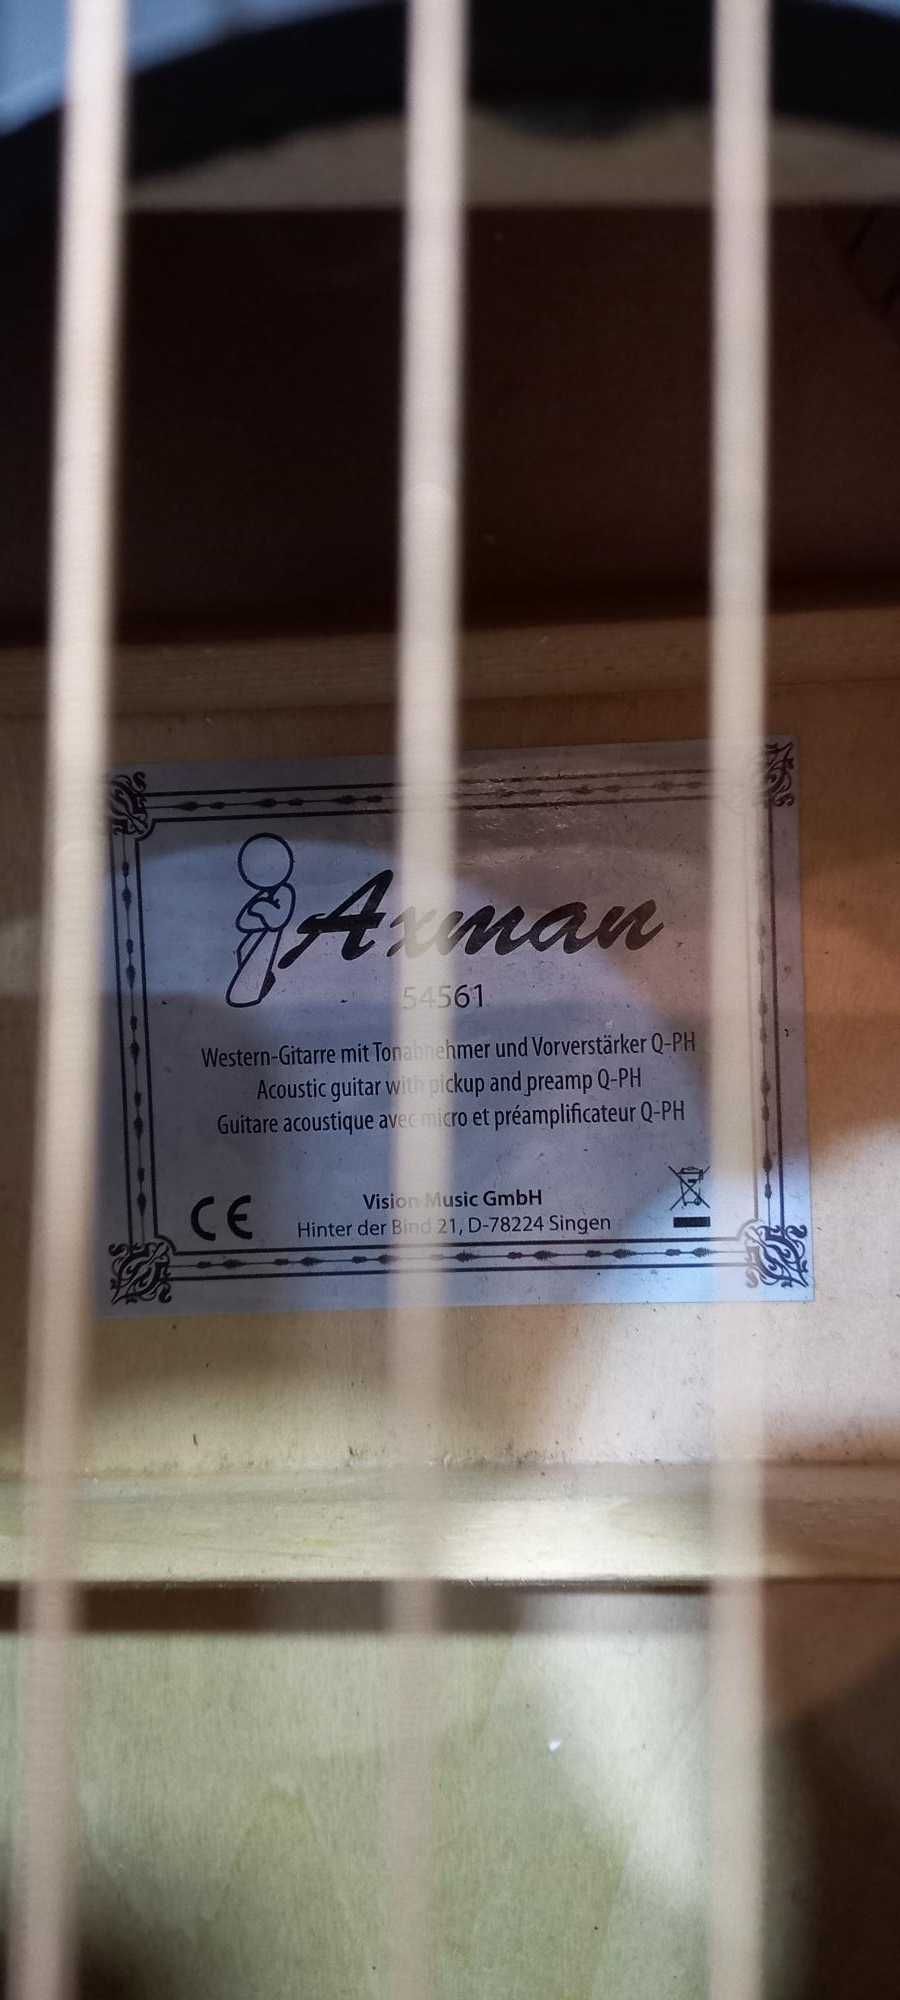 Axman
54561
Western-Gitarre mit Tonabnehmer und Vorverstärker Q-PH
Acoustic guitar with pickup and preamp Q-PH
Guitare acoustique avec micro et préamplificateur Q-PH
CE
Vision Music GmbH
Hinter der Bind 21, D-78224 Singen